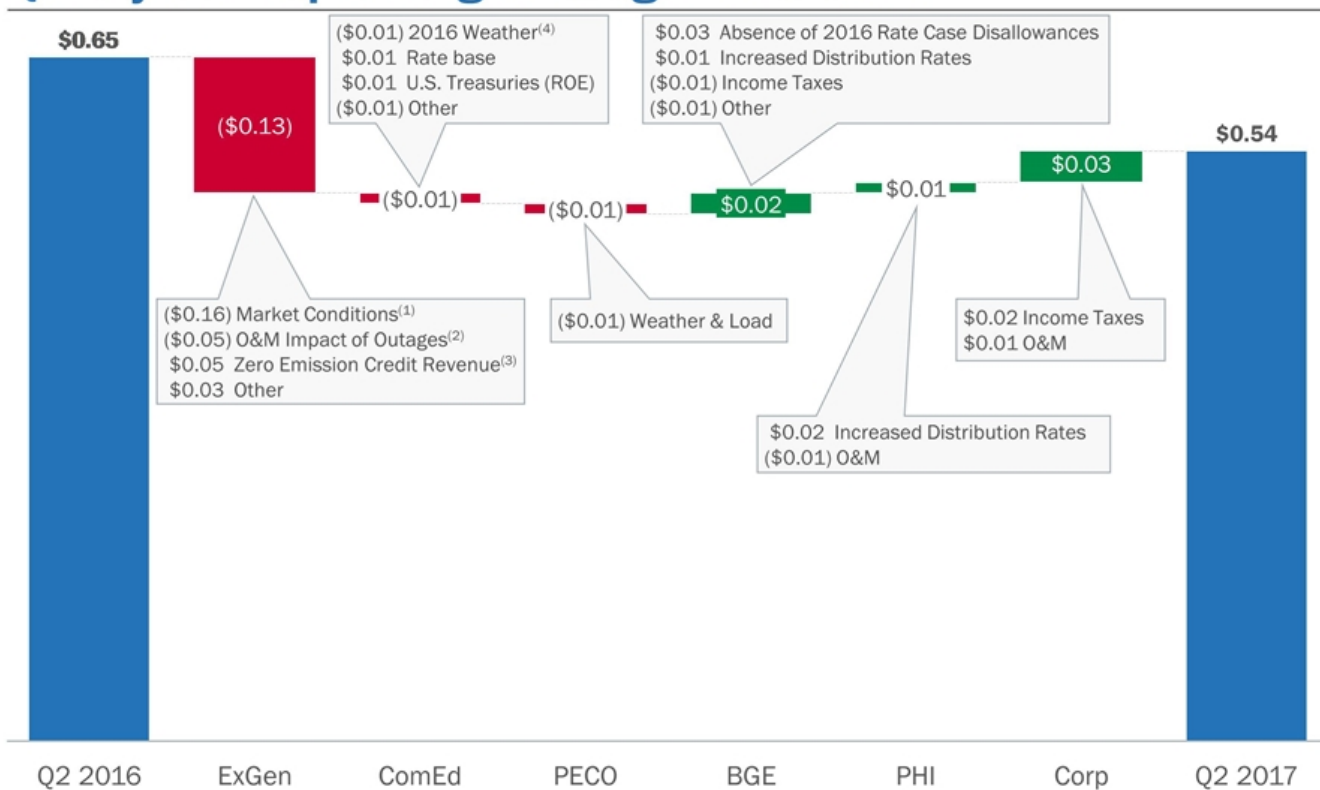 $0.65
($0.13)
($0.01) 2016 Weather(4)
$0.01 Rate base
$0.01 U.S. Treasuries (ROE)
($0.01) Other
$0.03 Absence of 2016 Rate Case Disallowances
$0.01 Increased Distribution Rates
($0.01) Income Taxes
($0.01) Other
$0.54
($0.01)
($0.01)
$0.02
$0.01
$0.03
($0.16) Market Conditions(1)
($0.05) O&M Impact of Outages(2)
$0.05 Zero Emission Credit Revenue(3)
$0.03 Other
($0.01) Weather & Load
$0.02 Income Taxes
$0.01 O&M
$0.02 Increased Distribution Rates
($0.01) O&M
Q2 2016 ExGen ComEd PECO BGE PHI Corp Q2 2017